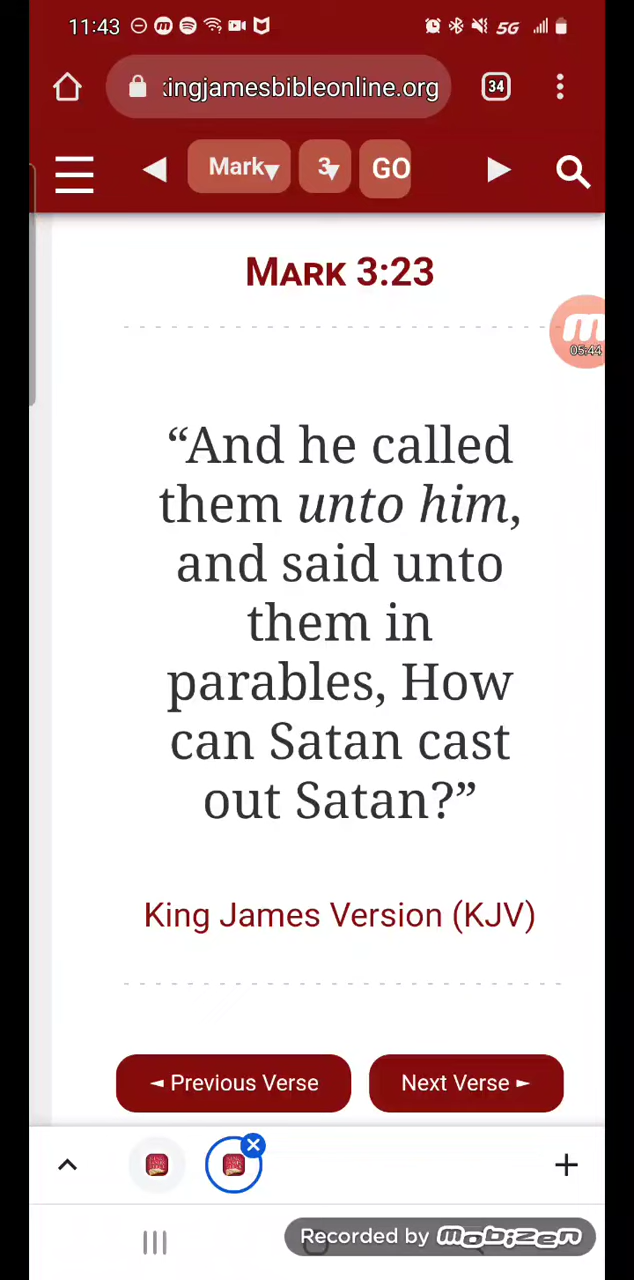 11:43
5G
:ingjamesbibleonline.org
34
Mark
3
GO
MARK 3:23
05:44
“And he called
them unto him,
and said unto
them in
parables, How
can Satan cast
out Satan?”
King James Version (KJV)
◄ Previous Verse
Next Verse ►
Recorded by mobizen